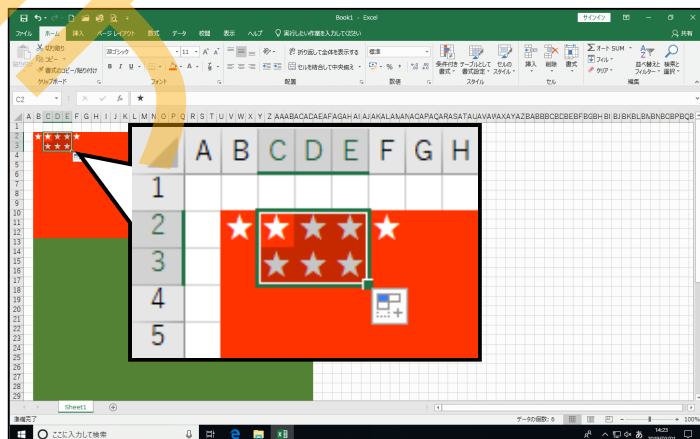 Book1 - Excel
サインイン
ファイル ホーム 挿入 ページ レイアウト 数式 データ 校閲 表示 ヘルプ 実行したい作業を入力してください 共有
切り取り
コピー
書式のコピー/貼り付け
クリップボード
游ゴシック 11
フォント
折り返して全体を表示する
セルを結合して中央揃え
配置
標準
数値
条件付き 書式
テーブルとして 書式設定
セルの スタイル
スタイル
挿入 削除 書式
セル
オート SUM
フィル
クリア
並べ替えと フィルター
検索と 選択
編集
C2 fx ★
A B C D E F G H
1
2 ★ ★ ★ ★ ★
3 ★ ★ ★
4
5
Sheet1
準備完了
データの個数: 6
100%
ここに入力して検索
あ
14:23